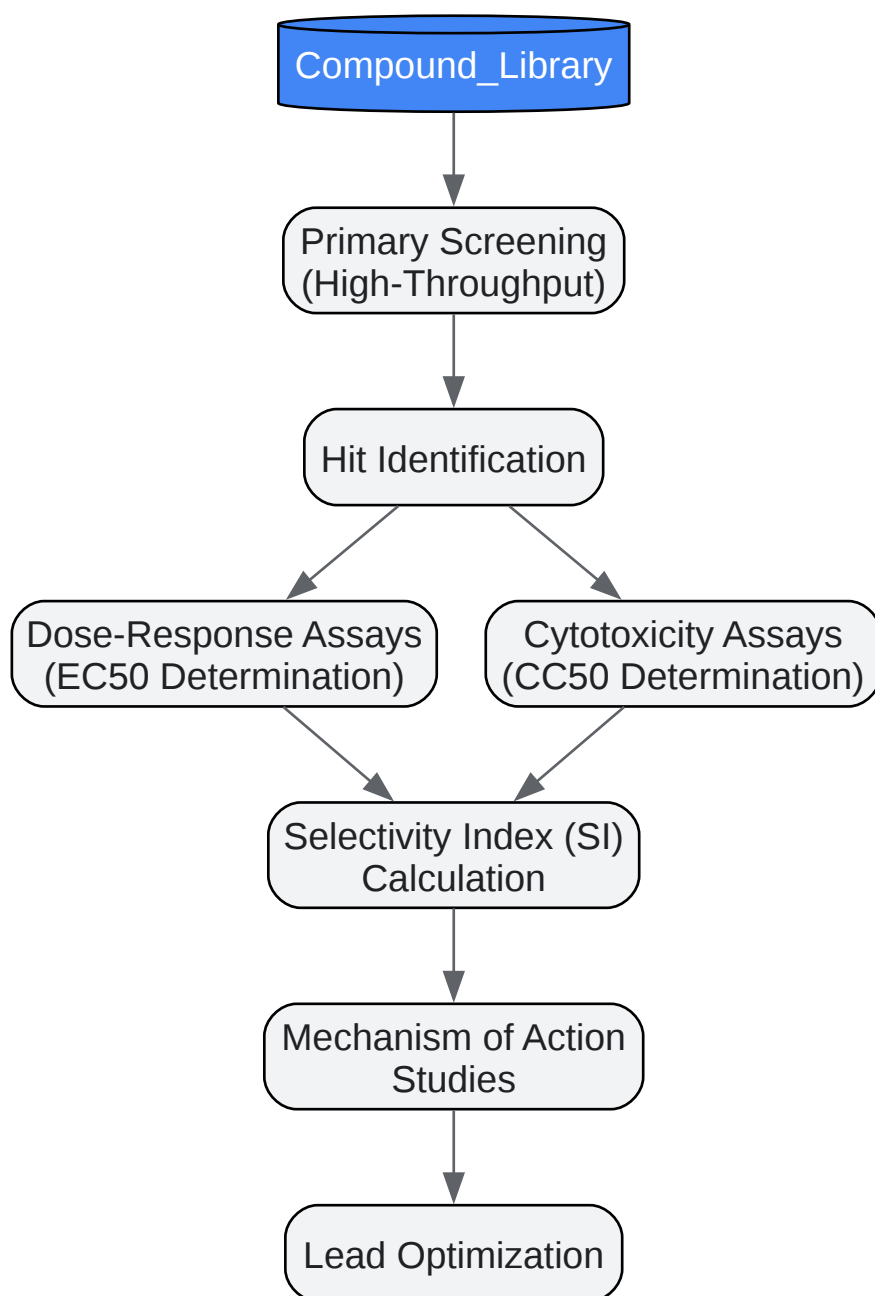 Compound_Library
Primary Screening
(High-Throughput)
Hit Identification
Dose-Response Assays
(EC50 Determination)
Cytotoxicity Assays
(CC50 Determination)
Selectivity Index (SI)
Calculation
Mechanism of Action
Studies
Lead Optimization